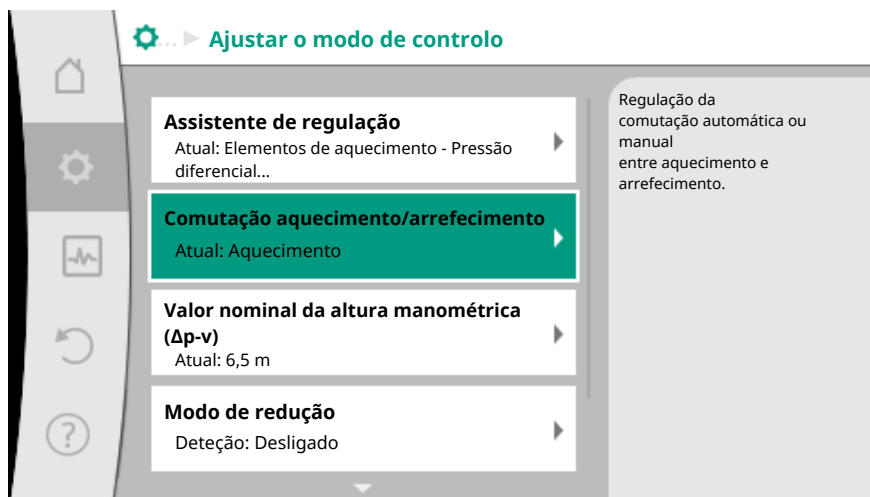 ... Ajustar o modo de controlo
Assistente de regulação
Atual: Elementos de aquecimento - Pressão
diferencial...
Comutação aquecimento/arrefecimento
Atual: Aquecimento
Valor nominal da altura manométrica
(Δp-v)
Atual: 6,5 m
Modo de redução
Deteção: Desligado
Regulação da
comutação automática ou
manual
entre aquecimento e
arrefecimento.
?